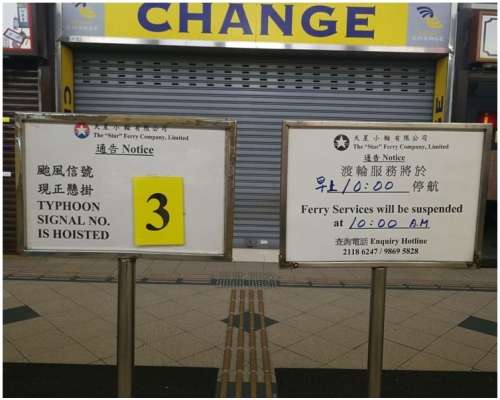 CHANGE
CHANGE
CHANGE
天星小輪有限公司
The "Star" Ferry Company, Limited
通告 Notice
颱風信號
現正懸掛
TYPHOON
SIGNAL NO.
IS HOISTED
3
天星小輪有限公司
The "Star" Ferry Company, Limited
通告 Notice
渡輪服務將於
早上10:00 停航
Ferry Services will be suspended
at 10:00 AM
查詢電話 Enquiry Hotline
2118 6247 / 9869 5828